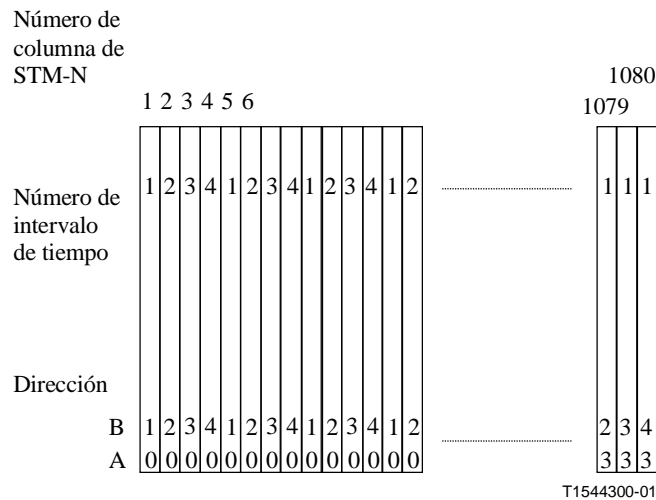 Número de
columna de
STM-N
1080
1 2 3 4 5 6
1079
Número de
intervalo
de tiempo
1 2 3 4 1 2 3 4 1 2 3 4 1 2
1 1 1
Dirección
B 1 2 3 4 1 2 3 4 1 2 3 4 1 2
2 3 4
A 0 0 0 0 0 0 0 0 0 0 0 0 0 0
3 3 3
T1544300-01